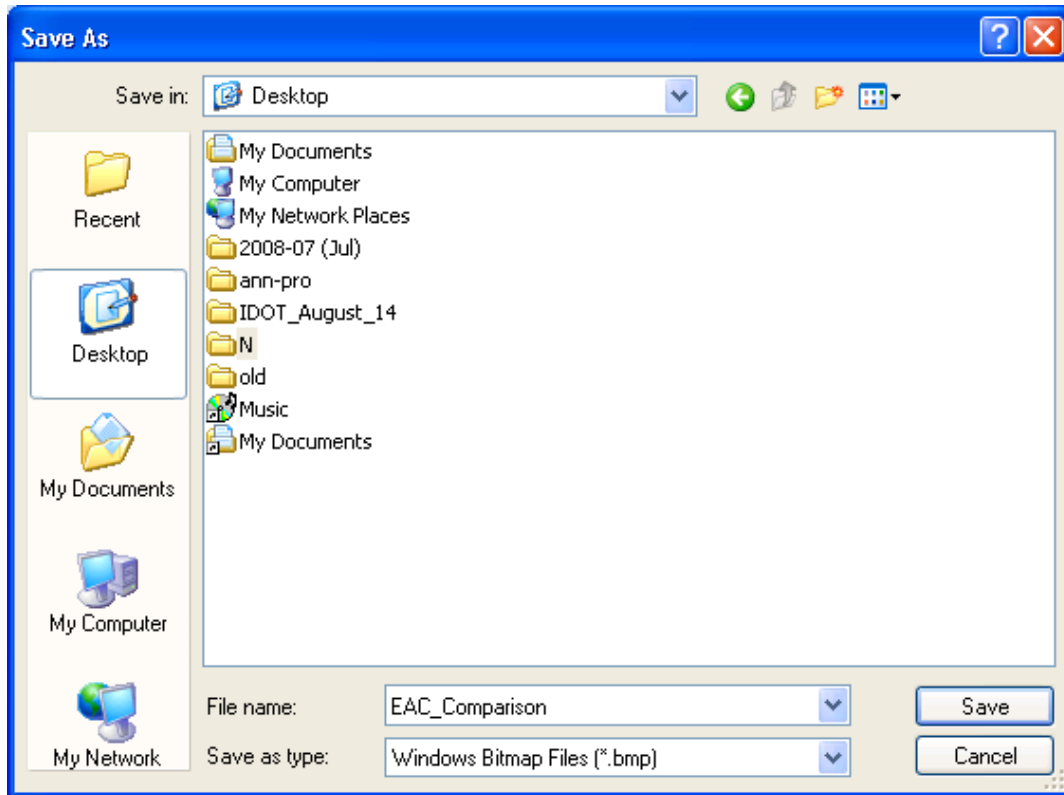 Save As
Save in: Desktop
My Documents
My Computer
My Network Places
2008-07 (Jul)
ann-pro
IDOT_August_14
N
old
Music
My Documents
Recent
Desktop
My Documents
My Computer
My Network
File name: EAC_Comparison Save
Save as type: Windows Bitmap Files (*.bmp) Cancel